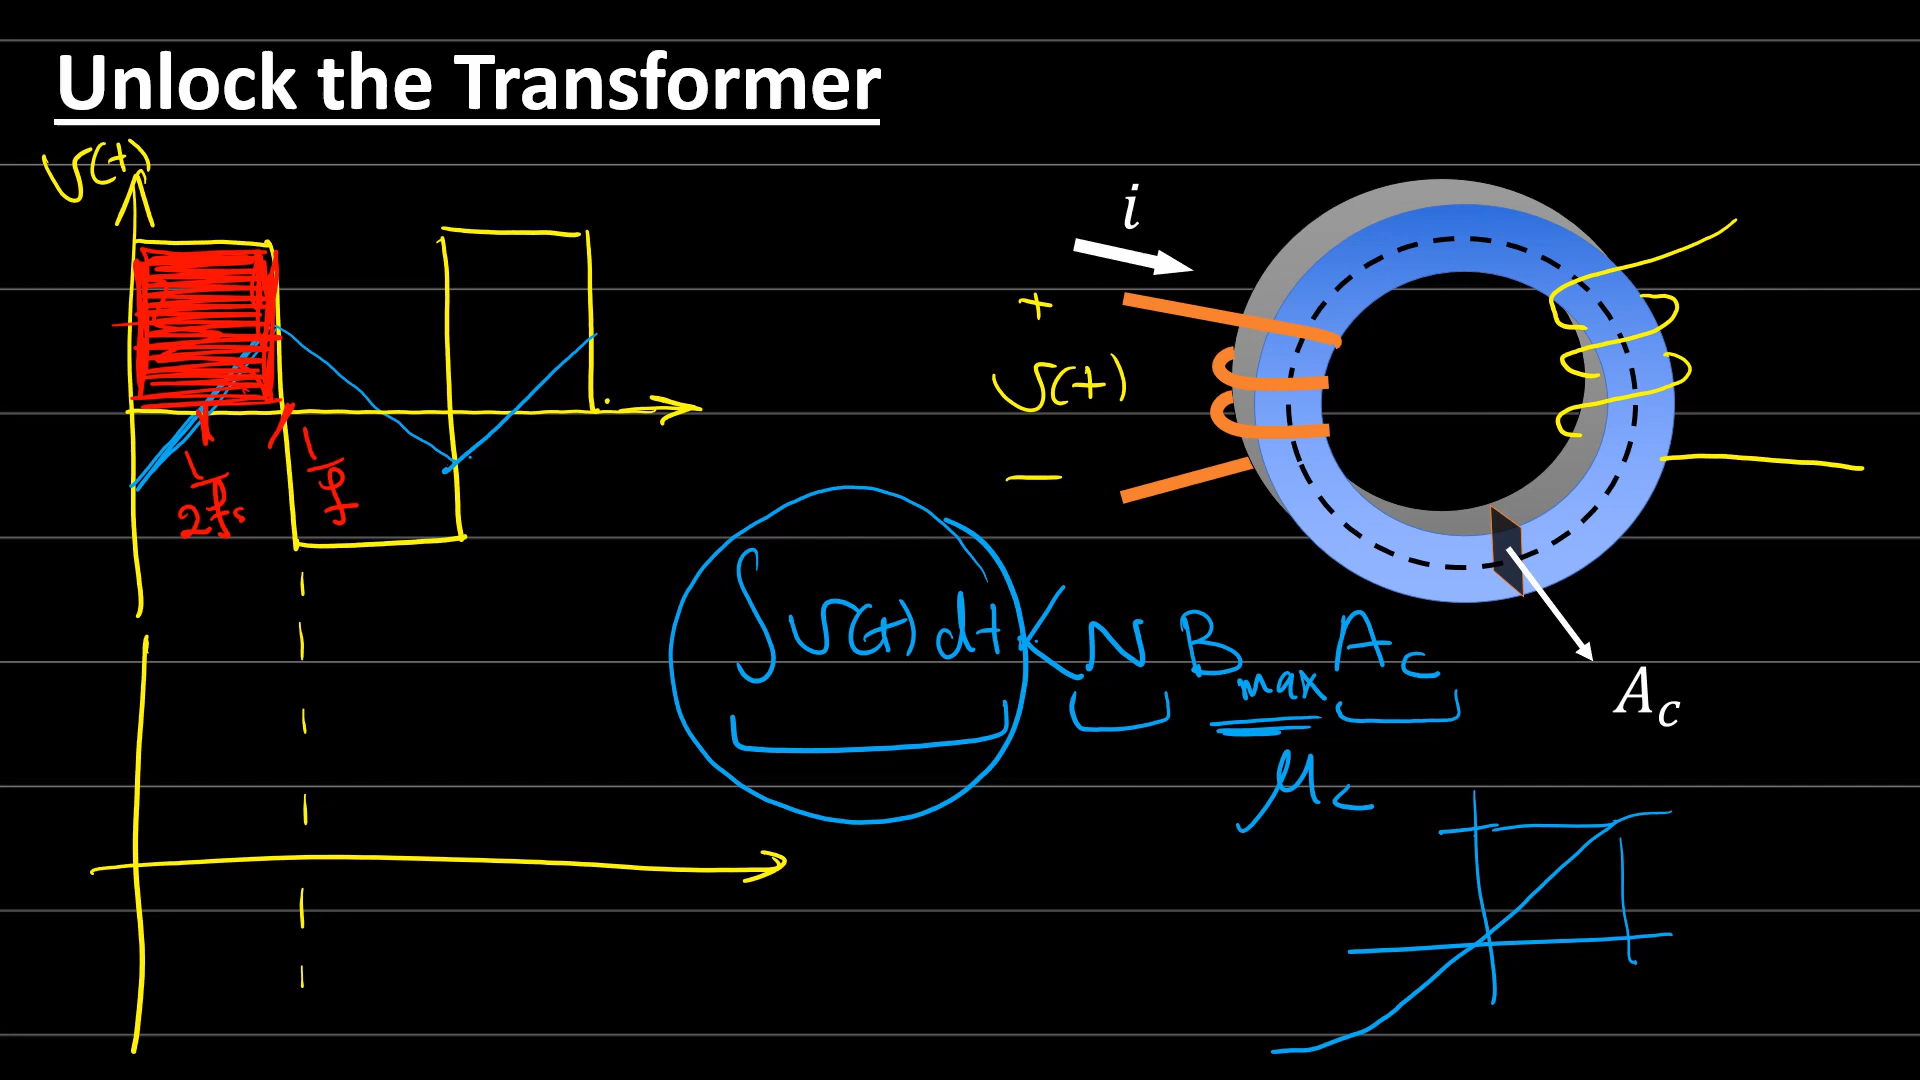 Unlock the Transformer
v(t)
i
+
v(t)
−
1/2fs
1/f
∫v(t)dt < N Bmax Ac
μc
Ac